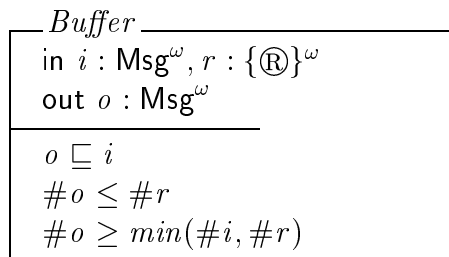 Buffer
in i : Msg^ω, r : {Ⓡ}^ω
out o : Msg^ω
o ⊑ i
#o ≤ #r
#o ≥ min(#i, #r)